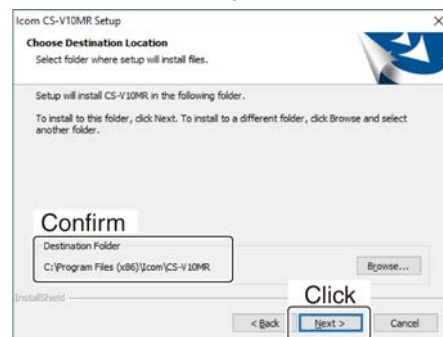 Icom CS-V10MR Setup
Choose Destination Location
Select folder where setup will install files.
Setup will install CS-V10MR in the following folder.
To install to this folder, click Next. To install to a different folder, click Browse and select
another folder.
Confirm
Destination Folder
C:\Program Files (x86)\Icom\CS-V10MR
Browse...
InstallShield
Click
< Back
Next >
Cancel